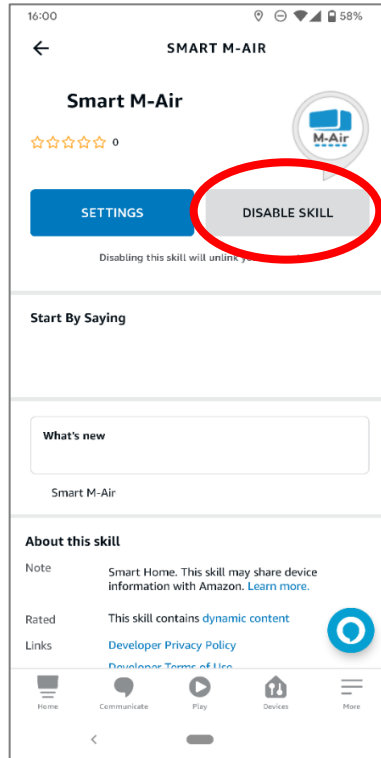 16:00 58%
SMART M-AIR
Smart M-Air
0
M-Air
SETTINGS DISABLE SKILL
Disabling this skill will unlink
Start By Saying
What's new
Smart M-Air
About this skill
Note Smart Home. This skill may share device
information with Amazon. Learn more.
Rated This skill contains dynamic content
Links Developer Privacy Policy
Developer Terms of Use
Home Communicate Play Devices More